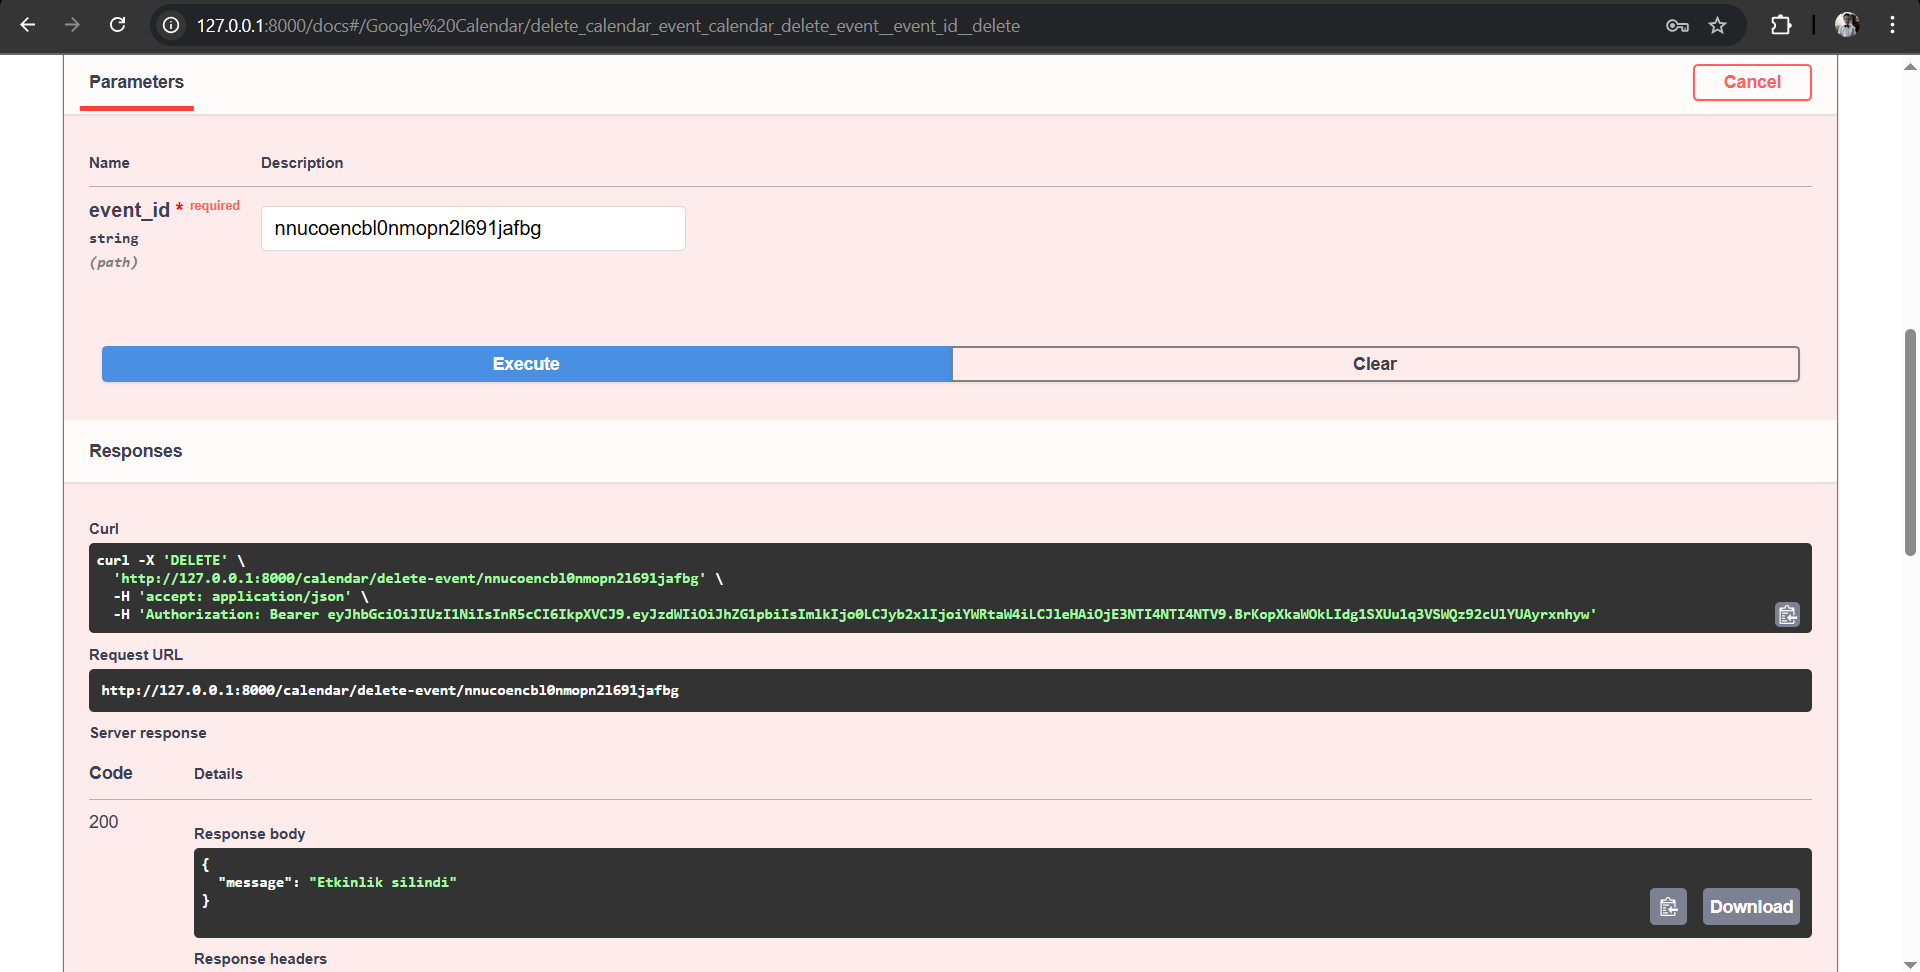 127.0.0.1:8000/docs#/Google%20Calendar/delete_calendar_event_calendar_delete_event__event_id__delete
Parameters
Cancel
Name Description
event_id * required
string
(path)
nnucoencbl0nmopn2l691jafbg
Execute Clear
Responses
Curl
curl -X 'DELETE' \
'http://127.0.0.1:8000/calendar/delete-event/nnucoencbl0nmopn2l691jafbg' \
-H 'accept: application/json' \
-H 'Authorization: Bearer eyJhbGciOiJIUzI1NiIsInR5cCI6IkpXVCJ9.eyJzdWIiOiJhZG1pbiIsImlkIjo0LCJyb2xlIjoiYWRtaW4iLCJleHAiOjE3NTI4NTI4NTV9.BrKopXkaWOkLIdg1SXUu1q3VSWQz92cUlYUAyrxnhyw'
Request URL
http://127.0.0.1:8000/calendar/delete-event/nnucoencbl0nmopn2l691jafbg
Server response
Code Details
200
Response body
{
"message": "Etkinlik silindi"
}
Download
Response headers